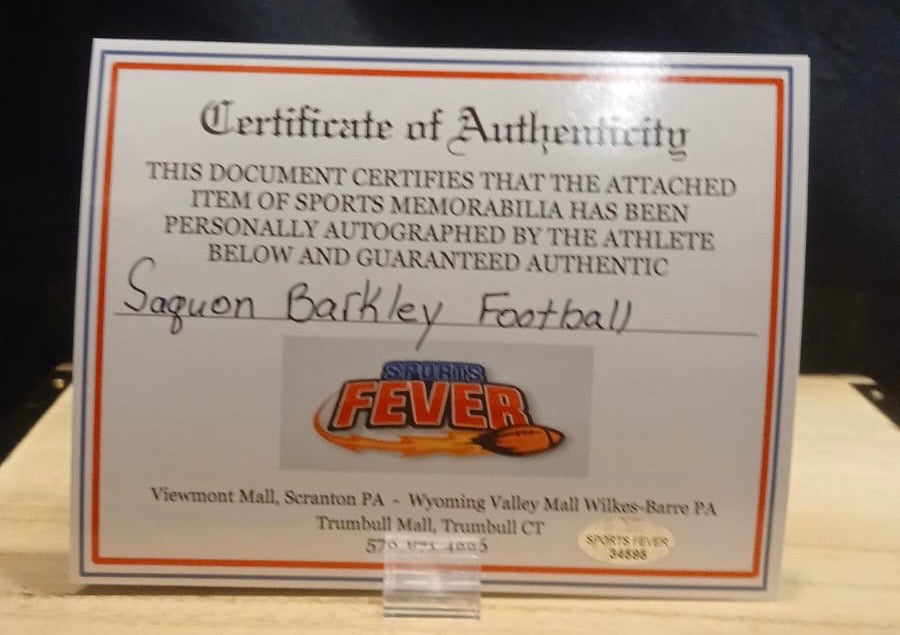 Certificate of Authenticity
THIS DOCUMENT CERTIFIES THAT THE ATTACHED
ITEM OF SPORTS MEMORABILIA HAS BEEN
PERSONALLY AUTOGRAPHED BY THE ATHLETE
BELOW AND GUARANTEED AUTHENTIC
Saquon Barkley Football
SPORTS
FEVER
Viewmont Mall, Scranton PA - Wyoming Valley Mall Wilkes-Barre PA
Trumbull Mall, Trumbull CT
SPORTS FEVER
34595